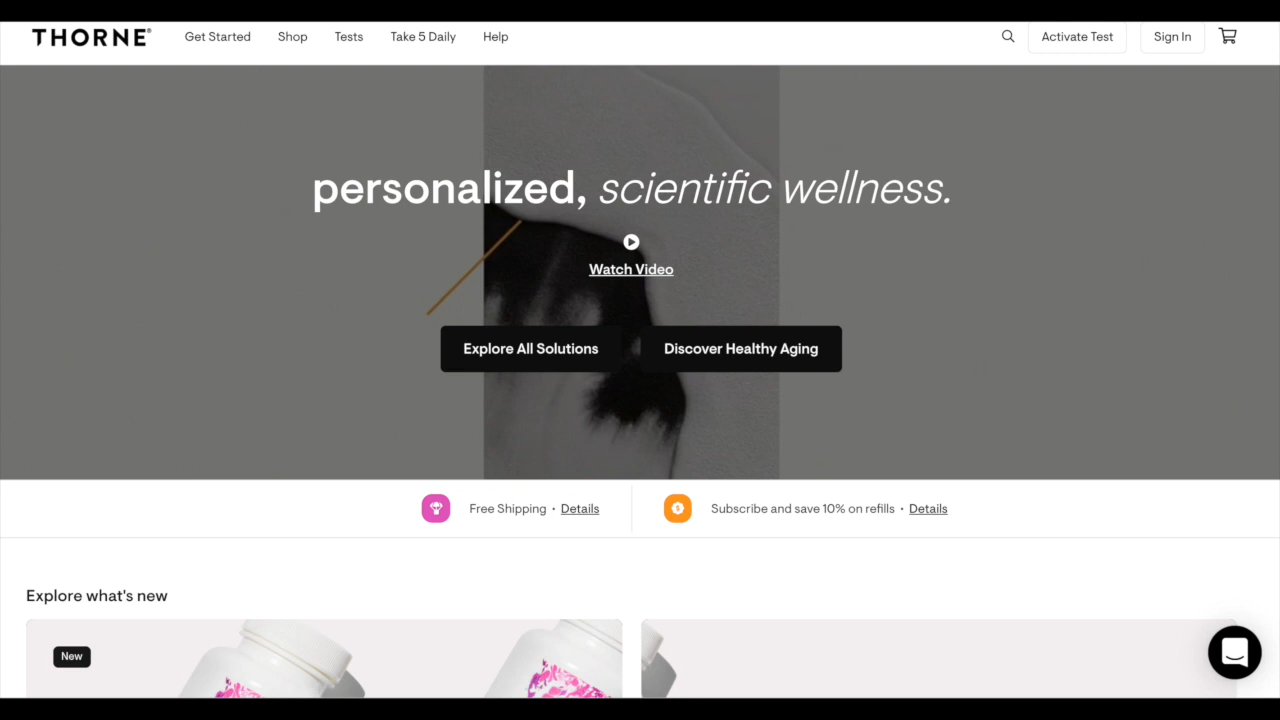 THORNE®
Get Started
Shop
Tests
Take 5 Daily
Help
Activate Test
Sign In
personalized, scientific wellness.
Watch Video
Explore All Solutions
Discover Healthy Aging
Free Shipping · Details
Subscribe and save 10% on refills · Details
Explore what's new
New